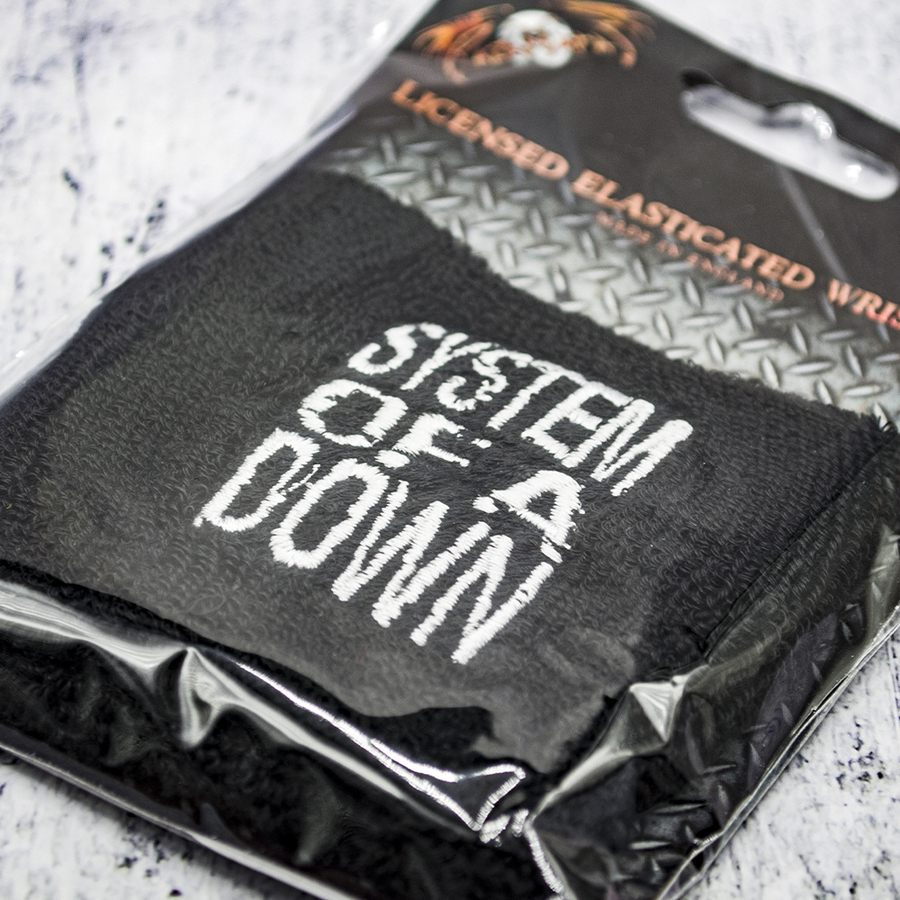 LICENSED ELASTICATED WRIS
MADE IN ENGLAND
SYSTEM
OF A
DOWN